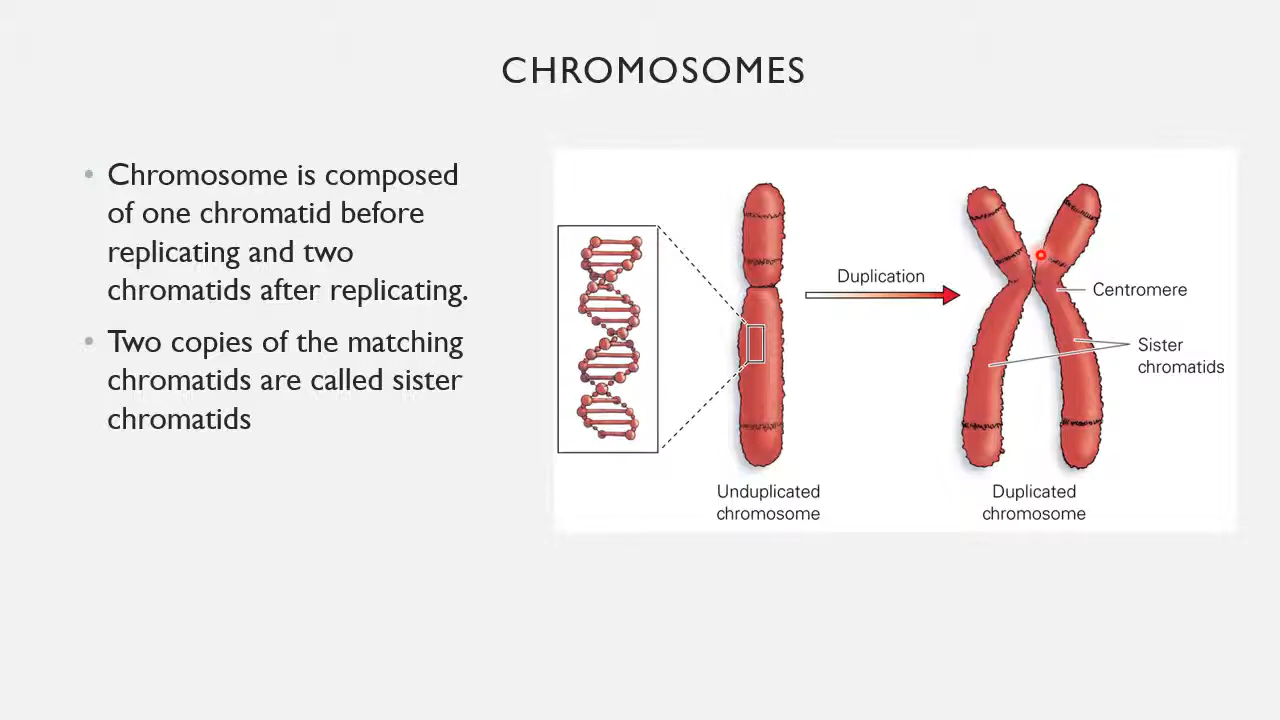 CHROMOSOMES
• Chromosome is composed
of one chromatid before
replicating and two
chromatids after replicating.
• Two copies of the matching
chromatids are called sister
chromatids
Duplication
Centromere
Sister
chromatids
Unduplicated
chromosome
Duplicated
chromosome